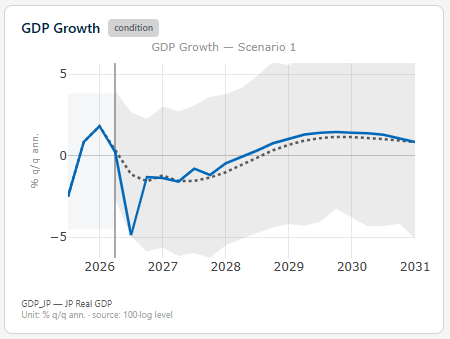 GDP Growth condition
GDP Growth — Scenario 1
% q/q ann.
5
0
−5
2026 2027 2028 2029 2030 2031
GDP_JP — JP Real GDP
Unit: % q/q ann. · source: 100·log level